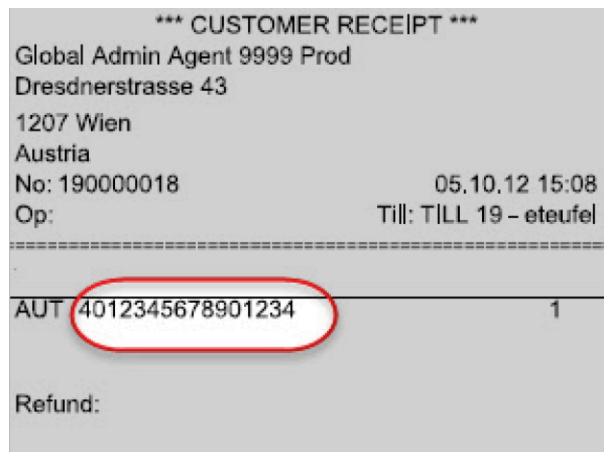 *** CUSTOMER RECEIPT ***
Global Admin Agent 9999 Prod
Dresdnerstrasse 43
1207 Wien
Austria
No: 190000018 05.10.12 15:08
Op: Till: TILL 19 – eteufel
AUT 4012345678901234 1
Refund: